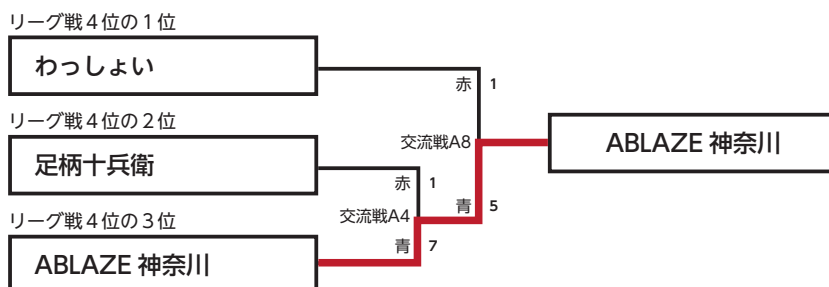 リーグ戦４位の１位
わっしょい
赤 1
リーグ戦４位の２位
交流戦A8
ABLAZE 神奈川
足柄十兵衛
赤 1
青 5
リーグ戦４位の３位
交流戦A4
青 7
ABLAZE 神奈川